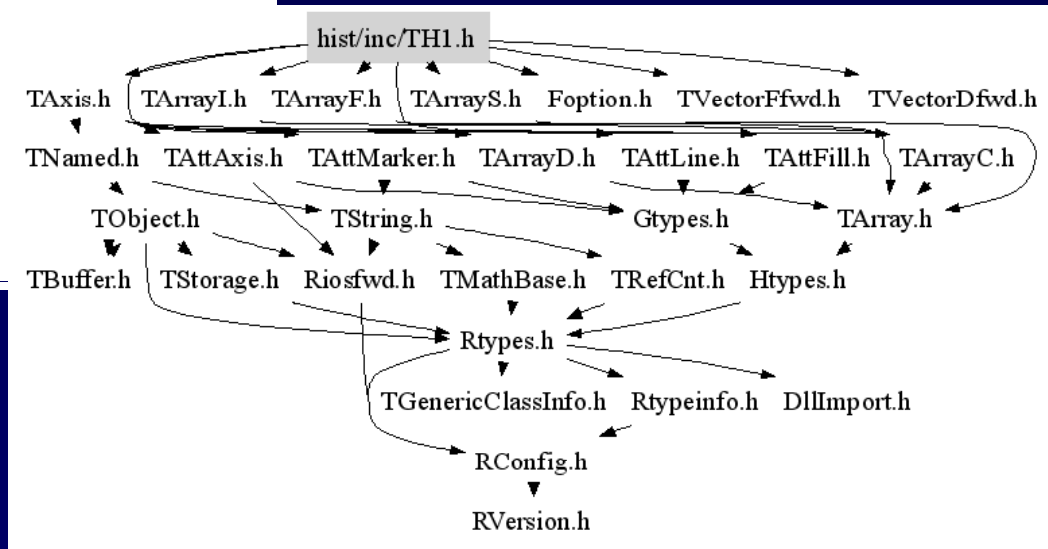 hist/inc/TH1.h
TAxis.h TArrayI.h TArrayF.h TArrayS.h Foption.h TVectorFfwd.h TVectorDfwd.h
TNamed.h TAttAxis.h TAttMarker.h TArrayD.h TAttLine.h TAttFill.h TArrayC.h
TObject.h TString.h Gtypes.h TArray.h
TBuffer.h TStorage.h Riosfwd.h TMathBase.h TRefCnt.h Htypes.h
Rtypes.h
TGenericClassInfo.h Rtypeinfo.h DllImport.h
RConfig.h
RVersion.h